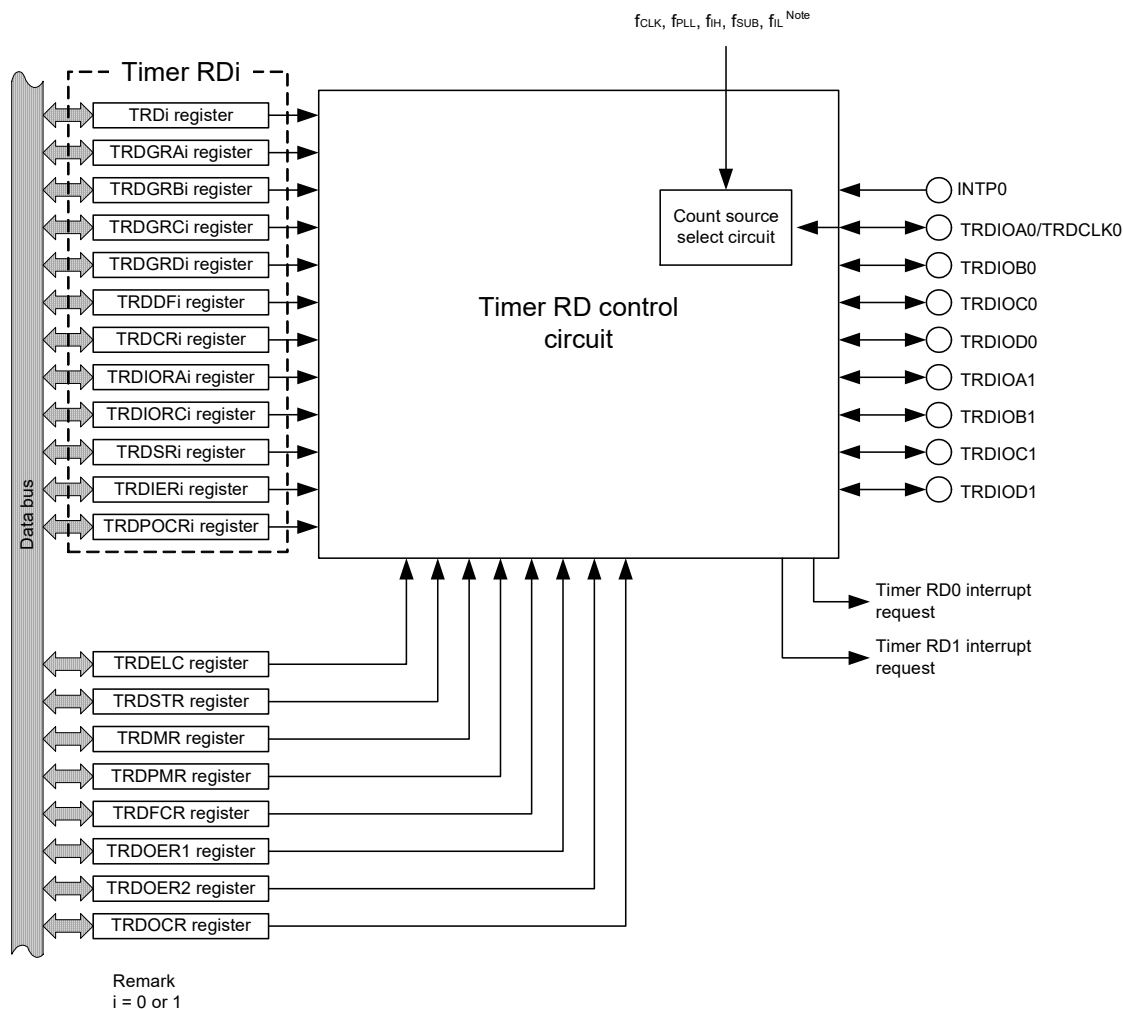 fCLK, fPLL, fIH, fSUB, fIL Note
Timer RDi
TRDi register
TRDGRAi register
TRDGRBi register
TRDGRCi register
TRDGRDi register
TRDDFi register
TRDCRi register
TRDIORAi register
TRDIORCi register
TRDSRi register
TRDIERi register
TRDPOCRi register
Data bus
Count source
select circuit
Timer RD control
circuit
INTP0
TRDIOA0/TRDCLK0
TRDIOB0
TRDIOC0
TRDIOD0
TRDIOA1
TRDIOB1
TRDIOC1
TRDIOD1
Timer RD0 interrupt
request
Timer RD1 interrupt
request
TRDELC register
TRDSTR register
TRDMR register
TRDPMR register
TRDFCR register
TRDOER1 register
TRDOER2 register
TRDOCR register
Remark
i = 0 or 1